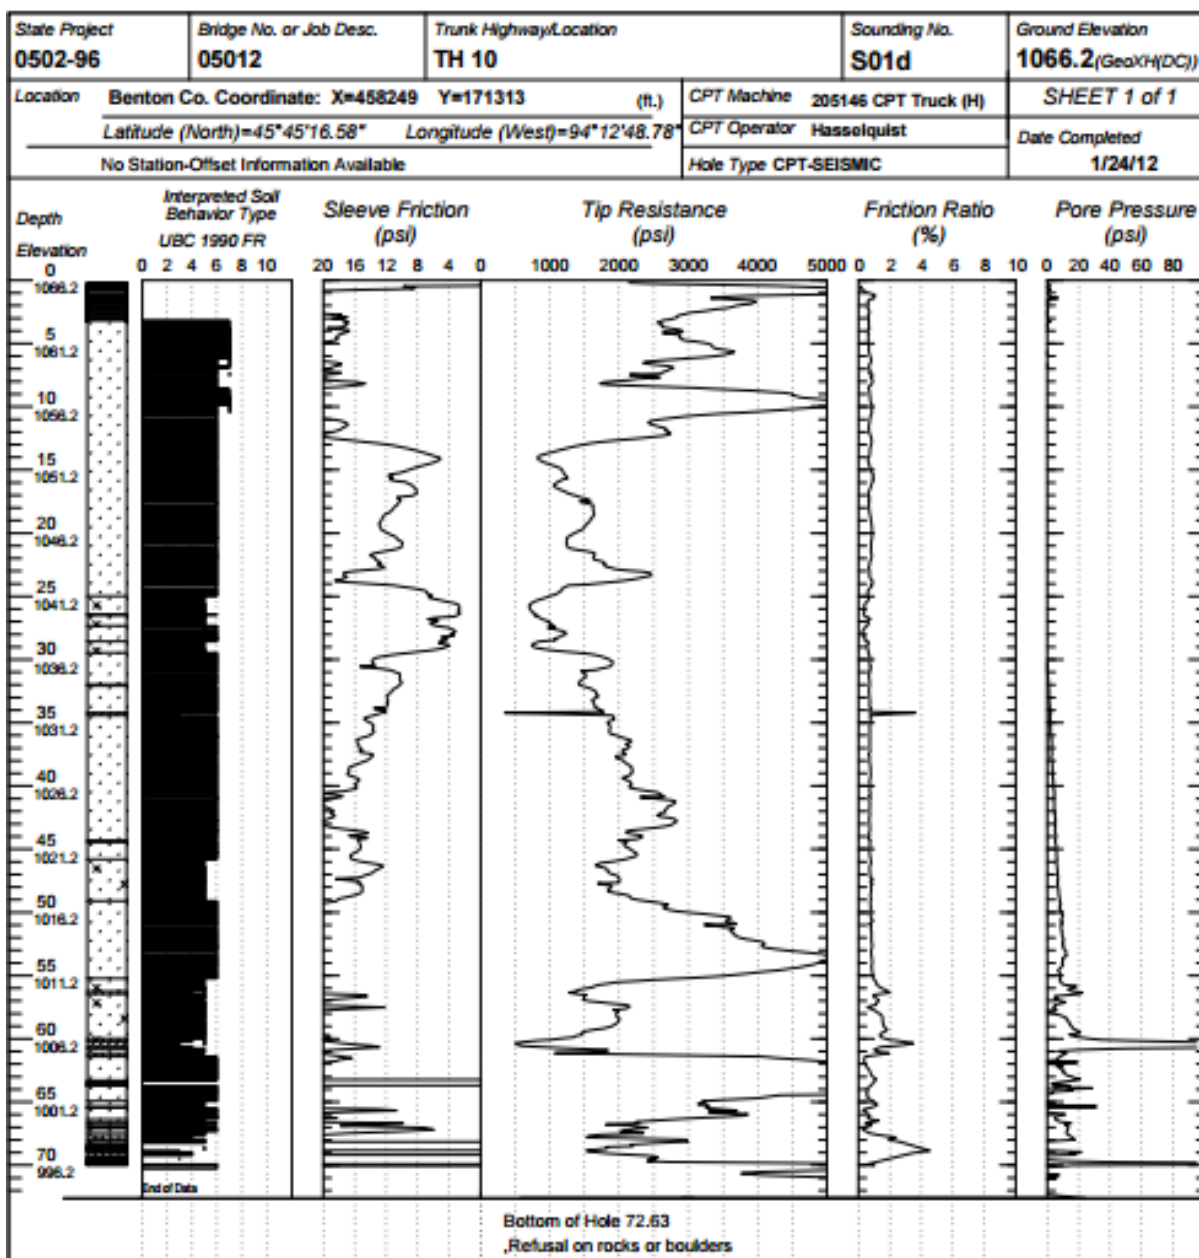 State Project Bridge No. or Job Desc. Trunk Highway/Location Sounding No. Ground Elevation
0502-96 05012 TH 10 S01d 1066.2(GeoXH(DC))
Location Benton Co. Coordinate: X=458249 Y=171313 (ft.) CPT Machine 205146 CPT Truck (H) SHEET 1 of 1
Latitude (North)=45°45'16.58" Longitude (West)=94°12'48.78" CPT Operator Hasselquist Date Completed
No Station-Offset Information Available Hole Type CPT-SEISMIC 1/24/12
Depth
Elevation
Interpreted Soil
Behavior Type
UBC 1990 FR
Sleeve Friction
(psi)
Tip Resistance
(psi)
Friction Ratio
(%)
Pore Pressure
(psi)
0 0 2 4 6 8 10 20 16 12 8 4 0 1000 2000 3000 4000 5000 0 2 4 6 8 10 0 20 40 60 80
1066.2
5
1061.2
10
1056.2
15
1051.2
20
1046.2
25
1041.2
30
1036.2
35
1031.2
40
1026.2
45
1021.2
50
1016.2
55
1011.2
60
1006.2
65
1001.2
70
996.2
End of Data
Bottom of Hole 72.63
,Refusal on rocks or boulders